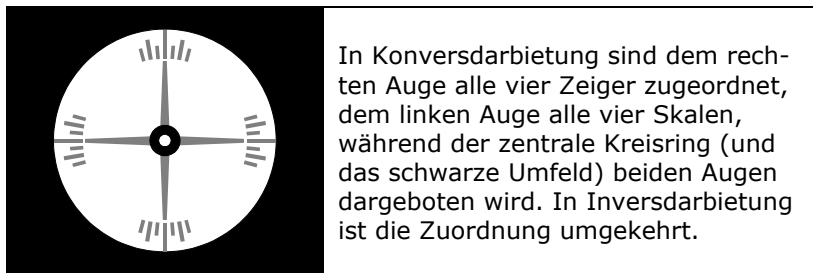 In Konversdarbietung sind dem rech-
ten Auge alle vier Zeiger zugeordnet,
dem linken Auge alle vier Skalen,
während der zentrale Kreisring (und
das schwarze Umfeld) beiden Augen
dargeboten wird. In Inversdarbietung
ist die Zuordnung umgekehrt.